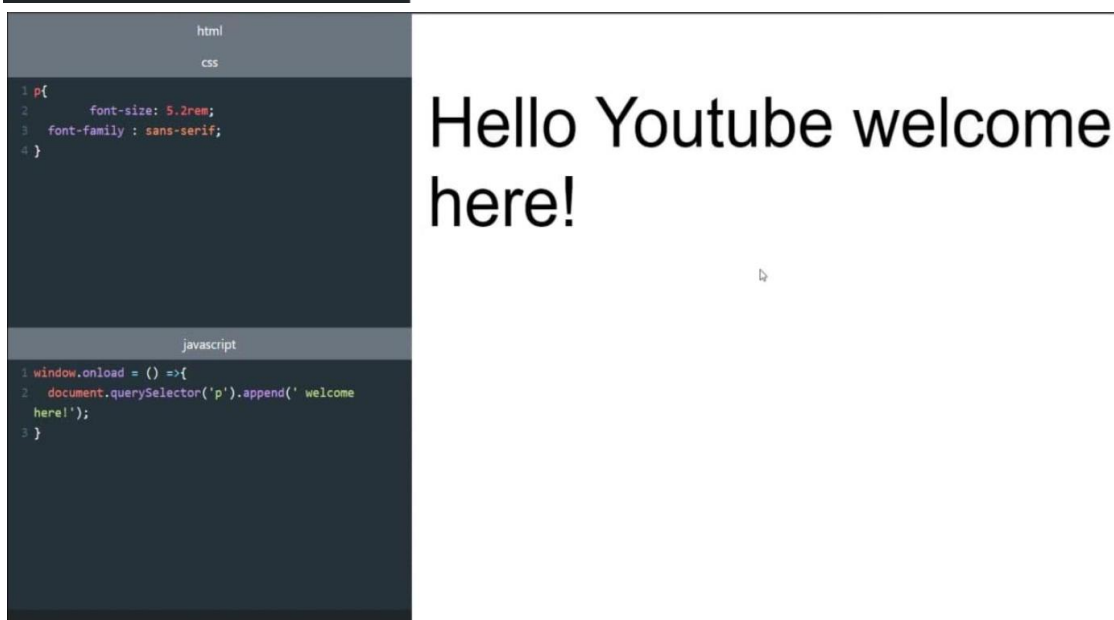 html
css
1 p{
2 font-size: 5.2rem;
3 font-family : sans-serif;
4 }
javascript
1 window.onload = () =>{
2 document.querySelector('p').append(' welcome
here!');
3 }
Hello Youtube welcome
here!